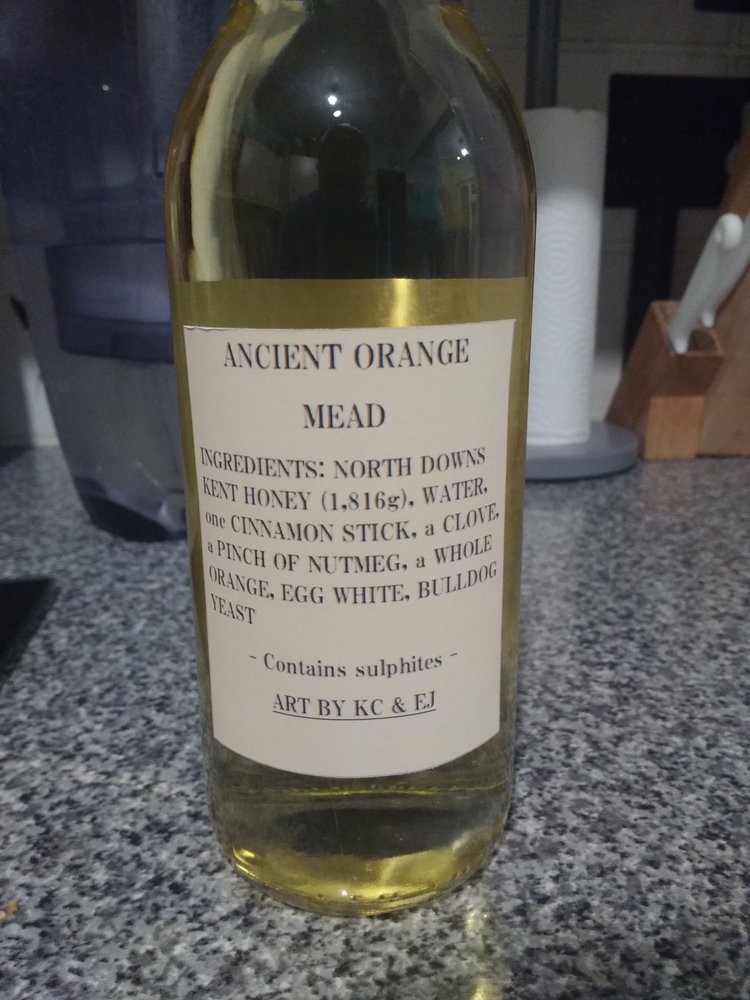 ANCIENT ORANGE
MEAD
INGREDIENTS: NORTH DOWNS
KENT HONEY (1,816g), WATER,
one CINNAMON STICK, a CLOVE,
a PINCH OF NUTMEG, a WHOLE
ORANGE, EGG WHITE, BULLDOG
YEAST
- Contains sulphites -
ART BY KC & EJ